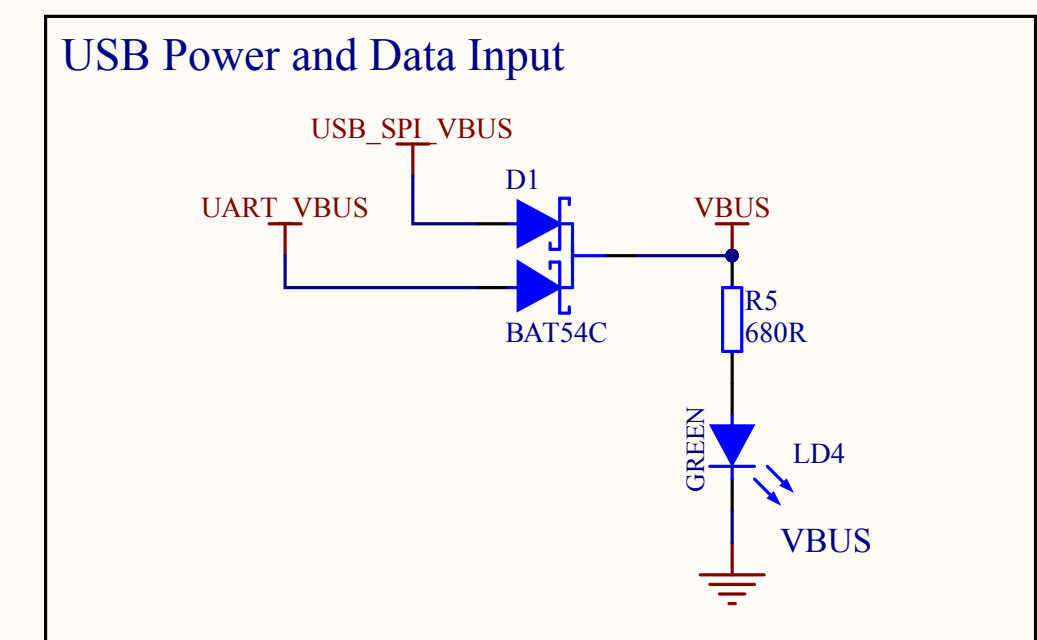 USB Power and Data Input
USB_SPI_VBUS
D1
UART_VBUS
VBUS
R5
680R
BAT54C
GREEN
LD4
VBUS